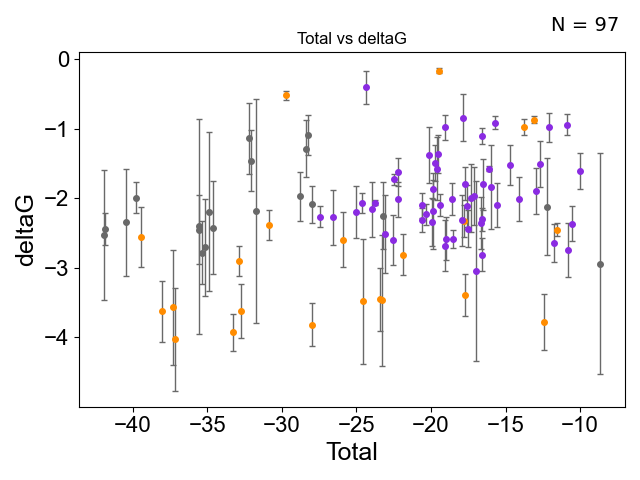 N = 97
Total vs deltaG
0
−1
−2
−3
−4
deltaG
−40 −35 −30 −25 −20 −15 −10
Total